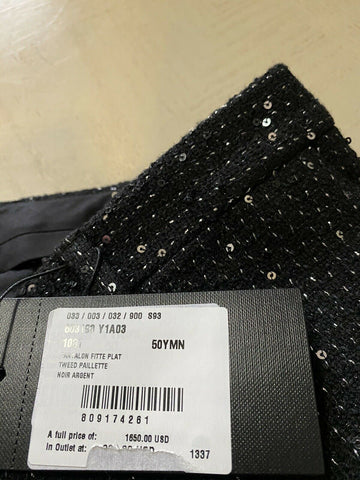 033 / 003 / 032 / 900 S93
Y1A03
50YMN
FITTE PLAT
TWEED PAILLETTE
NOIR ARGENT
809174261
A full price of: 1650.00 USD
In Outlet at: USD
1337